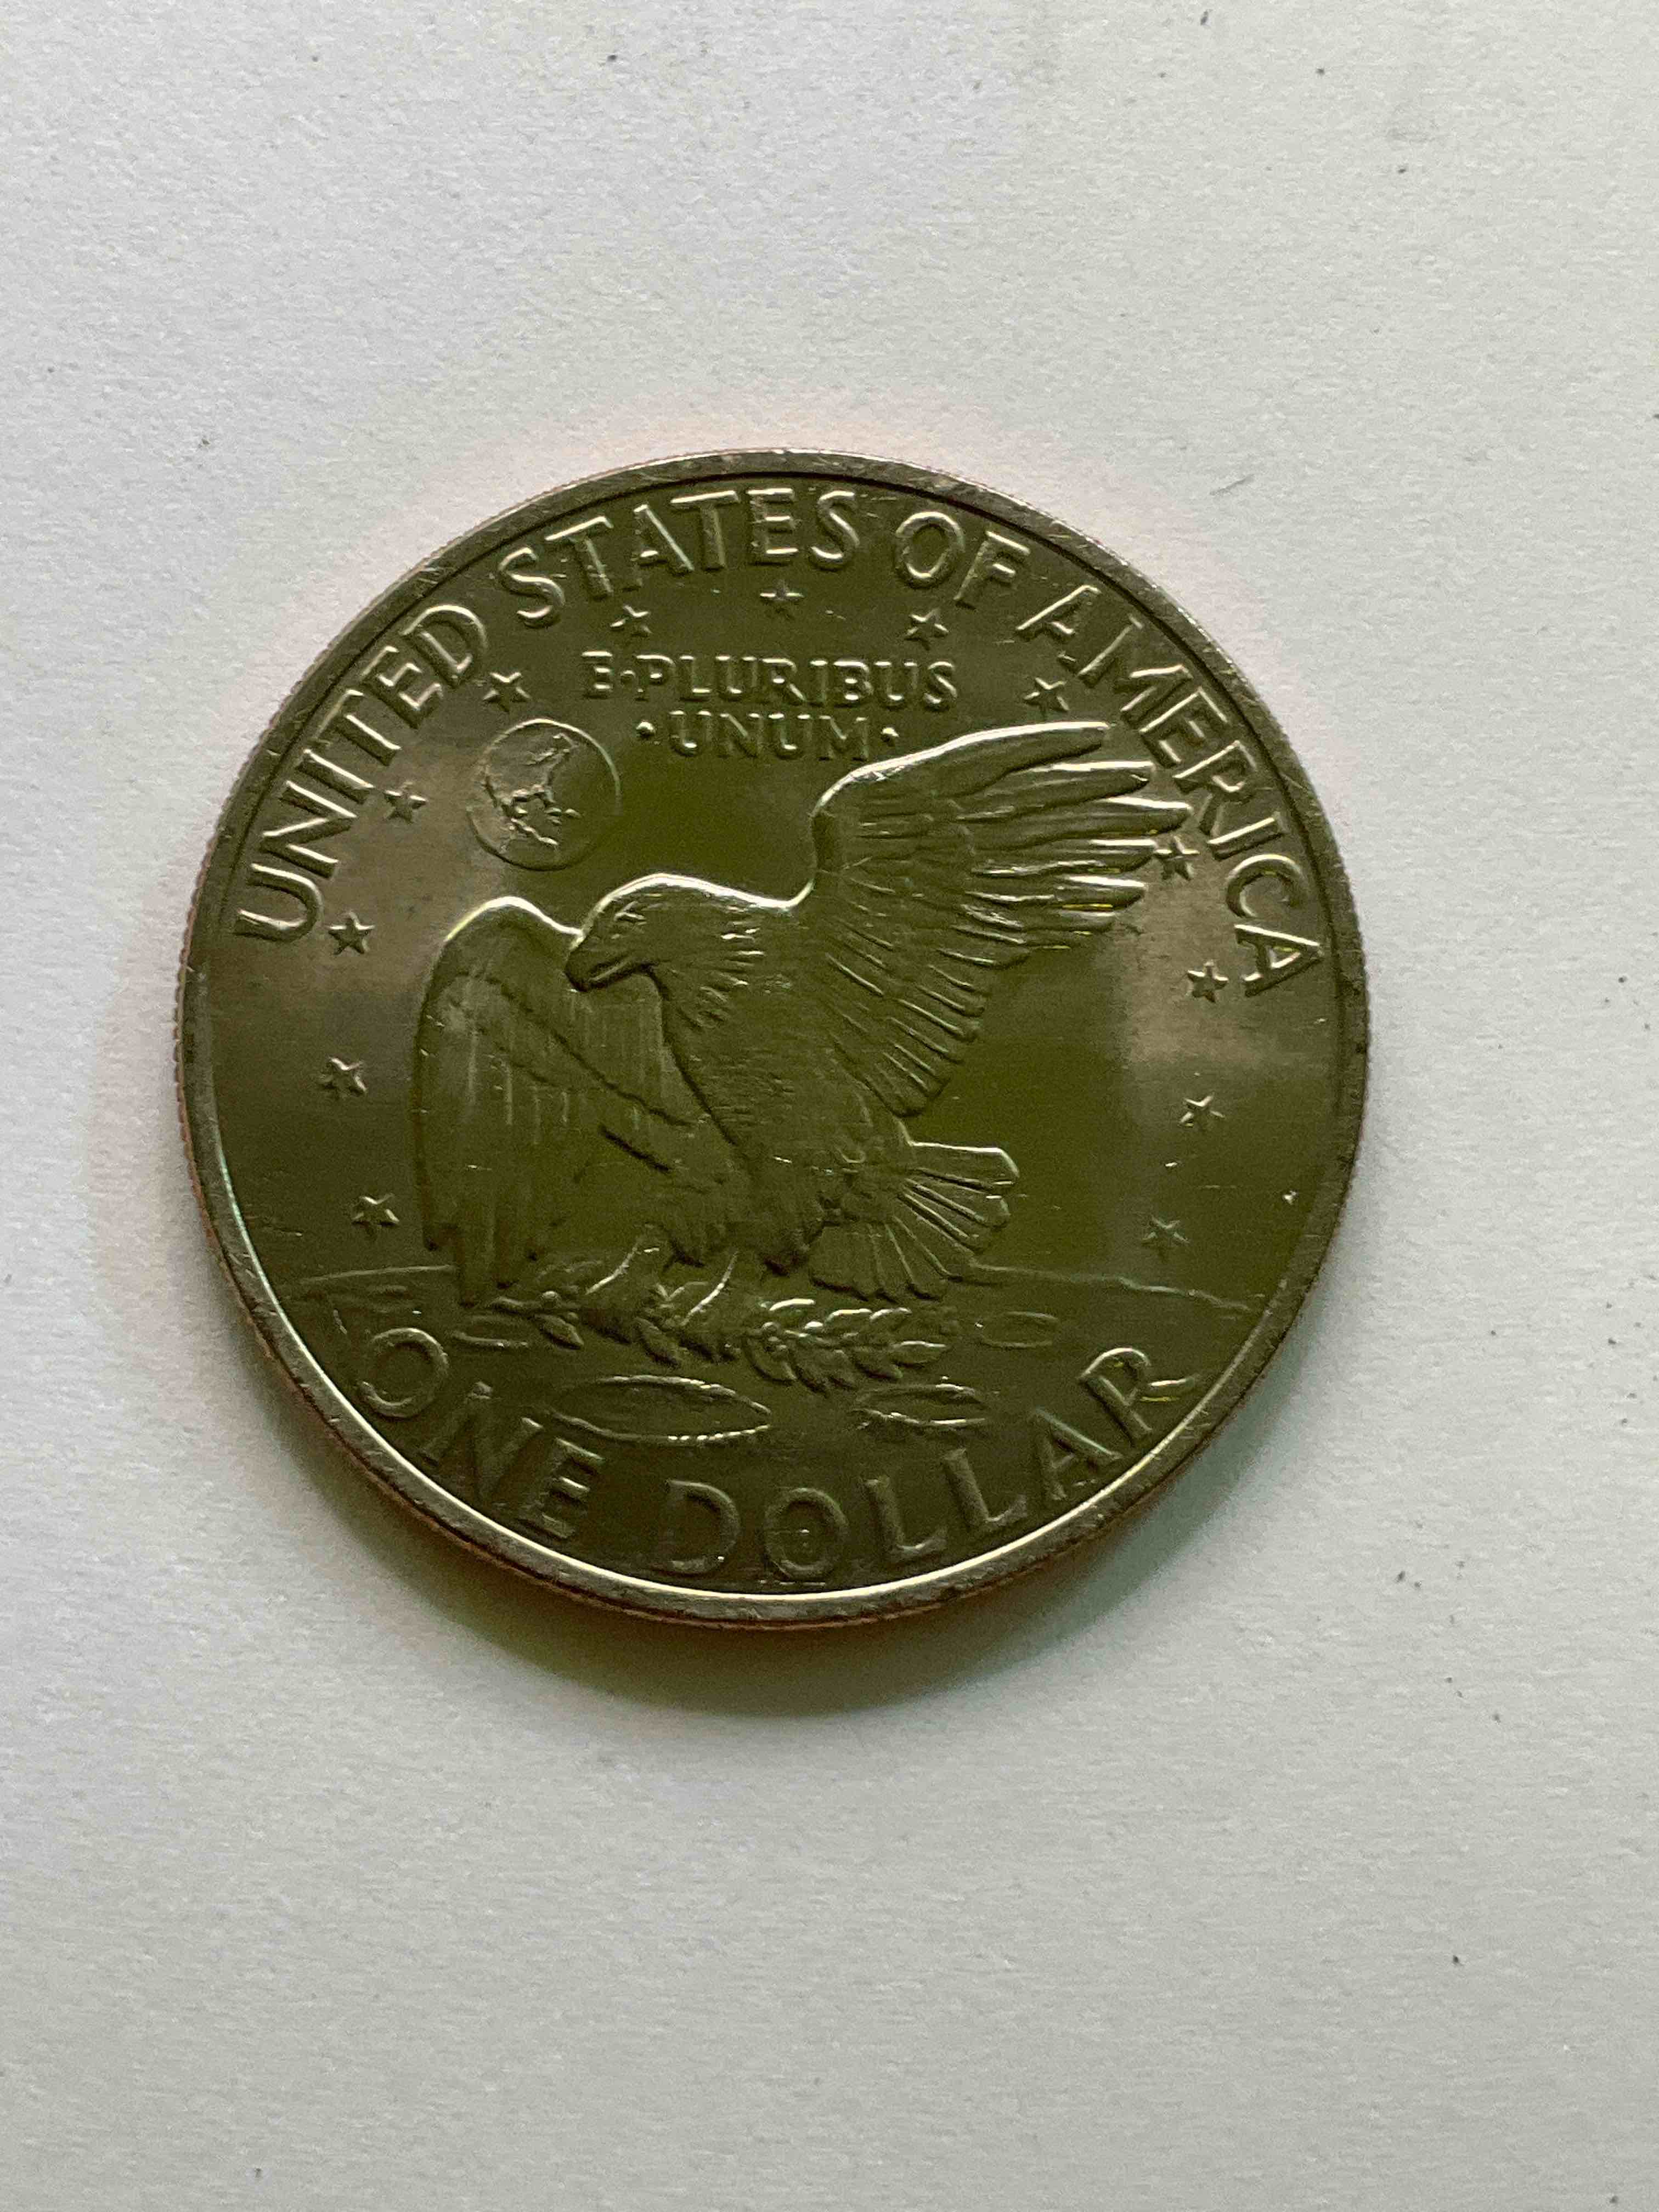 UNITED STATES OF AMERICA
E·PLURIBUS
·UNUM·
ONE DOLLAR